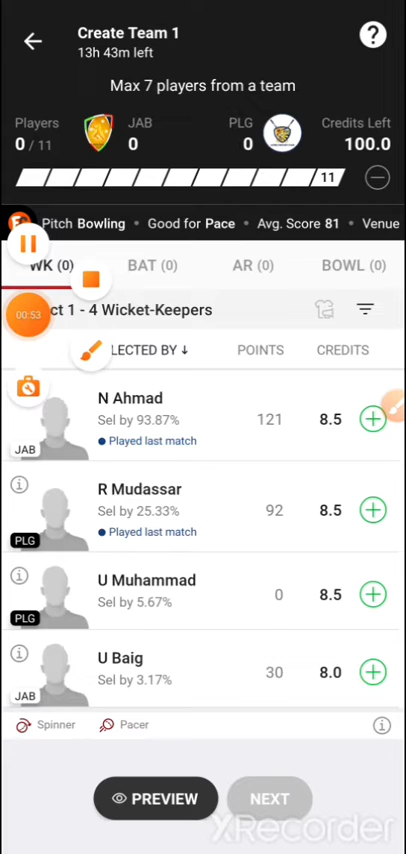 Create Team 1
13h 43m left
?
Max 7 players from a team
Players JAB PLG Credits Left
0 / 11 0 0 100.0
11
Pitch Bowling • Good for Pace • Avg. Score 81 • Venue
WK (0) BAT (0) AR (0) BOWL (0)
00:53
ct 1 - 4 Wicket-Keepers
LECTED BY ↓ POINTS CREDITS
N Ahmad
Sel by 93.87% 121 8.5
• Played last match
JAB
R Mudassar
Sel by 25.33% 92 8.5
• Played last match
PLG
U Muhammad
Sel by 5.67% 0 8.5
PLG
U Baig
Sel by 3.17% 30 8.0
JAB
Spinner Pacer
PREVIEW NEXT
XRecorder